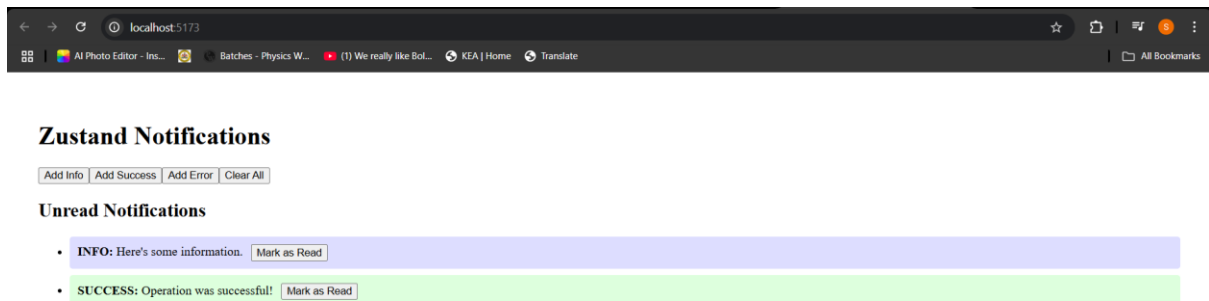 localhost:5173
S
AI Photo Editor - Ins... Batches - Physics W... (1) We really like Bol... KEA | Home Translate All Bookmarks
Zustand Notifications
Add Info Add Success Add Error Clear All
Unread Notifications
INFO: Here's some information. Mark as Read
SUCCESS: Operation was successful! Mark as Read